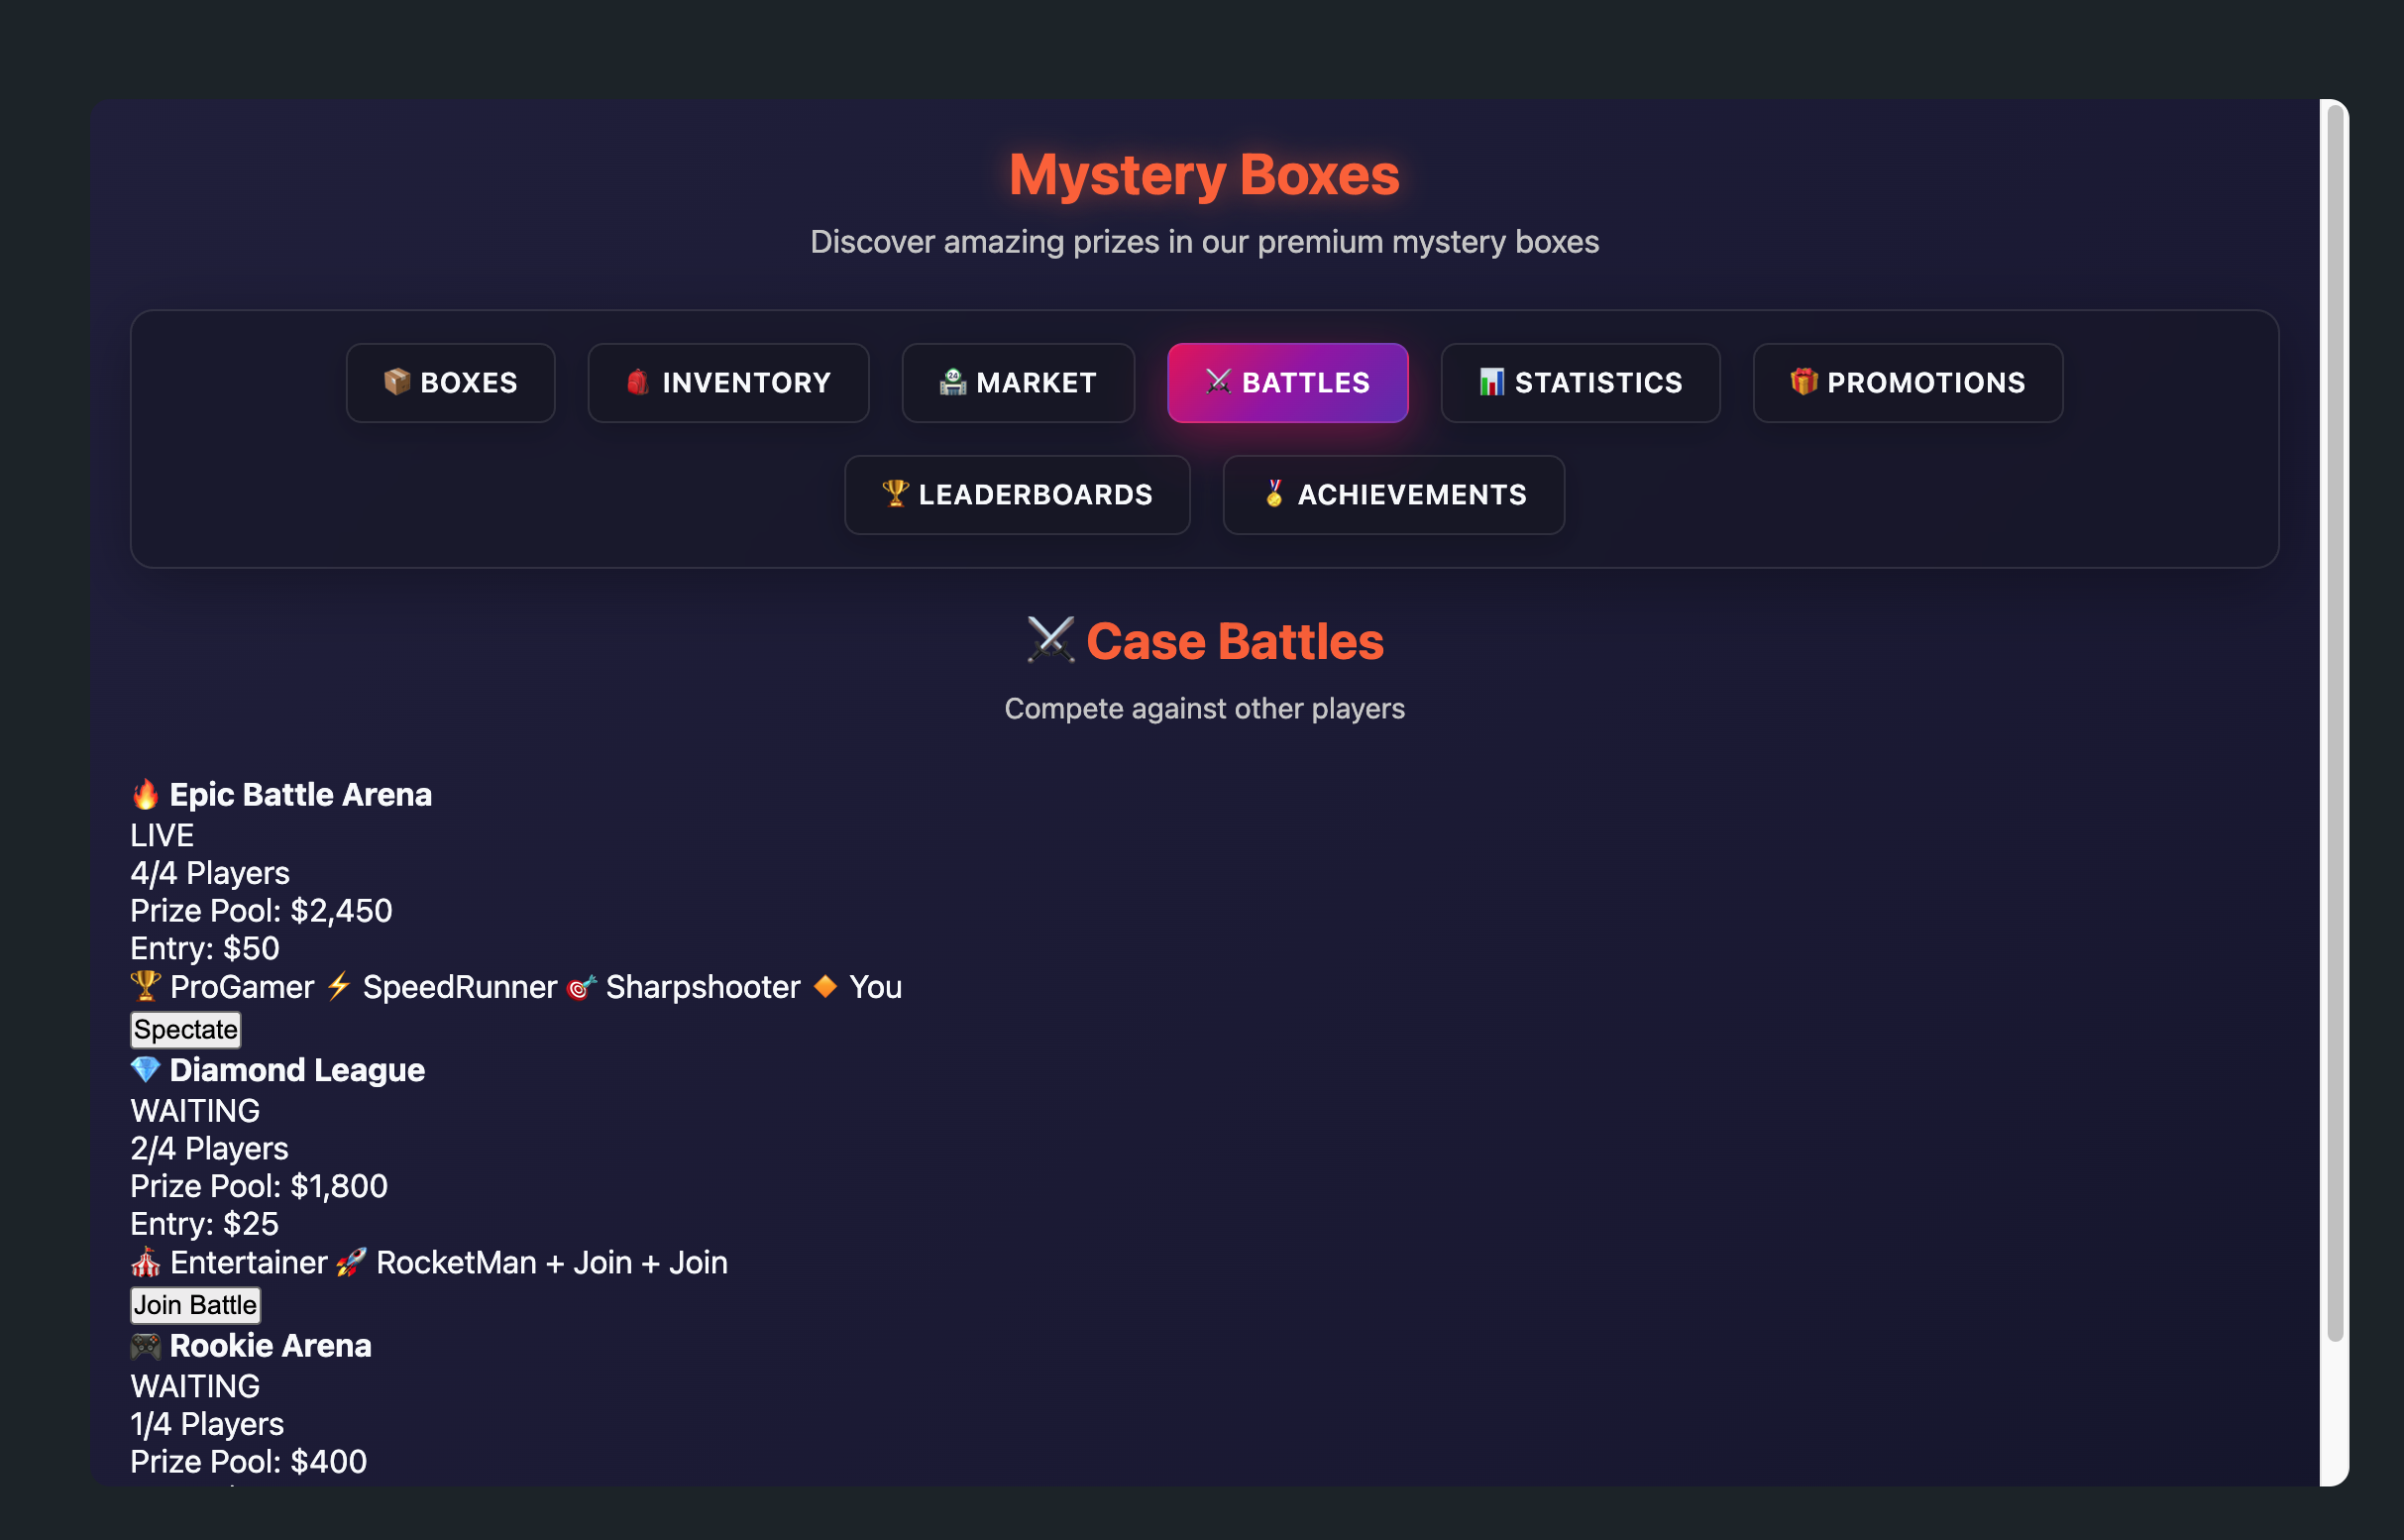 Mystery Boxes
Discover amazing prizes in our premium mystery boxes
📦 BOXES 🎒 INVENTORY 🏪 MARKET ⚔️ BATTLES 📊 STATISTICS 🎁 PROMOTIONS
🏆 LEADERBOARDS 🏅 ACHIEVEMENTS
⚔️ Case Battles
Compete against other players
🔥 Epic Battle Arena
LIVE
4/4 Players
Prize Pool: $2,450
Entry: $50
🏆 ProGamer ⚡ SpeedRunner 🎯 Sharpshooter 🔸 You
Spectate
💎 Diamond League
WAITING
2/4 Players
Prize Pool: $1,800
Entry: $25
🎪 Entertainer 🚀 RocketMan + Join + Join
Join Battle
🎮 Rookie Arena
WAITING
1/4 Players
Prize Pool: $400